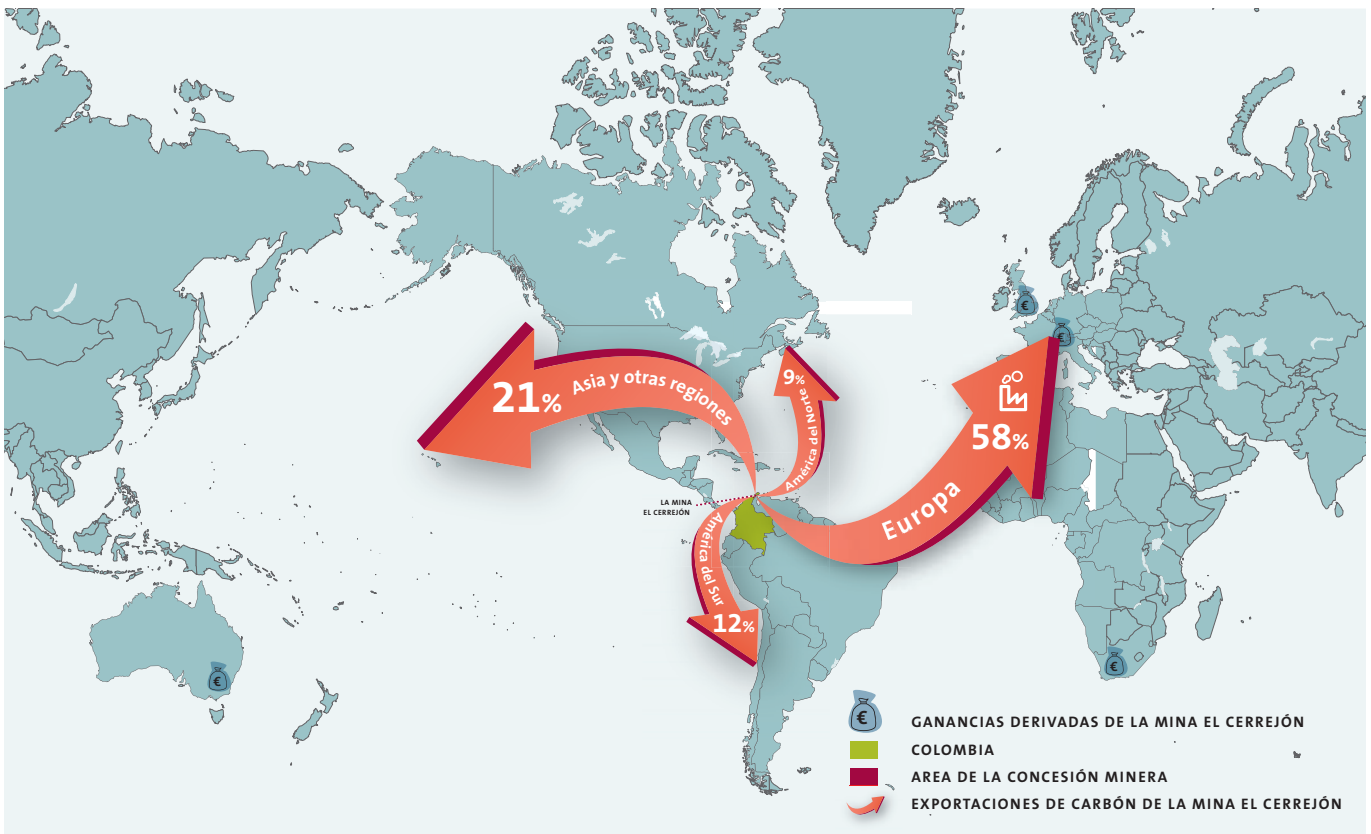 21% Asia y otras regiones
9% América del Norte
58%
Europa
LA MINA
EL CERREJÓN
América del Sur
12%
€
€
€
€
€ GANANCIAS DERIVADAS DE LA MINA EL CERREJÓN
COLOMBIA
AREA DE LA CONCESIÓN MINERA
EXPORTACIONES DE CARBÓN DE LA MINA EL CERREJÓN